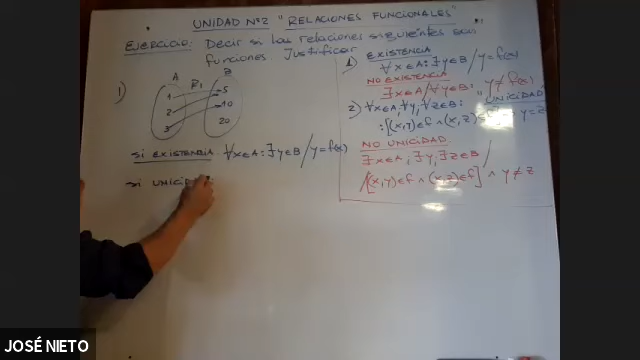 UNIDAD Nº2 "RELACIONES FUNCIONALES"
Ejercicio: Decir si las relaciones siguientes son
funciones. Justificar
1)
A
R1
B
1
2
3
5
10
20
SI EXISTENCIA ∀x∈A: ∃y∈B / y=f(x)
SI UNICID
1) EXISTENCIA
∀x∈A: ∃y∈B / y=f(x)
NO EXISTENCIA
∃x∈A / ∀y∈B: y≠f(x)
UNICIDAD
2) ∀x∈A, ∀y, ∀z∈B:
:[(x,y)∈f ∧ (x,z) y=z
NO UNICIDAD
∃x∈A; ∃y, ∃z∈B /
/[(x,y)∈f ∧ (x,z)∈f] ∧ y≠z
JOSÉ NIETO